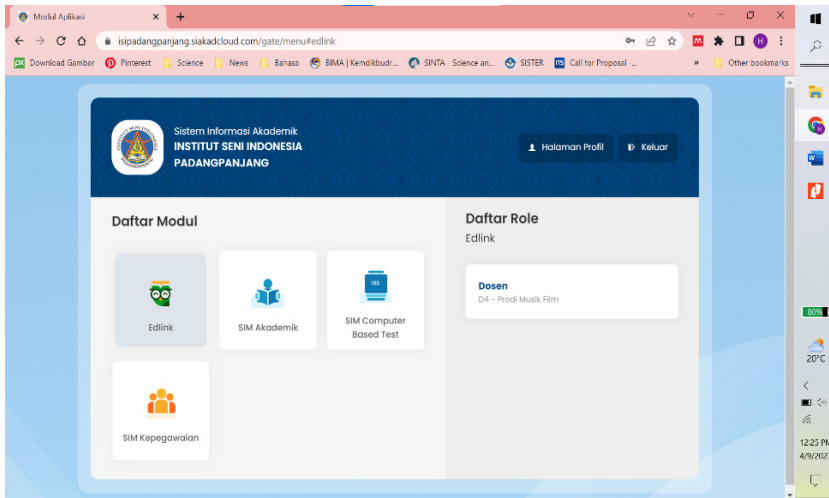 Modul Aplikasi
isipadangpanjang.siakadcloud.com/gate/menu#edlink
Download Gambar
Pinterest
Science
News
Bahasa
BIMA | Kemdikbudr...
SINTA - Science an...
SISTER
Call for Proposal -...
Other bookmarks
Sistem Informasi Akademik
INSTITUT SENI INDONESIA
PADANGPANJANG
Halaman Profil
Keluar
Daftar Modul
Edlink
SIM Akademik
SIM Computer
Based Test
SIM Kepegawaian
Daftar Role
Edlink
Dosen
D4 - Prodi Musik Film
80%
20°C
12:25 PM